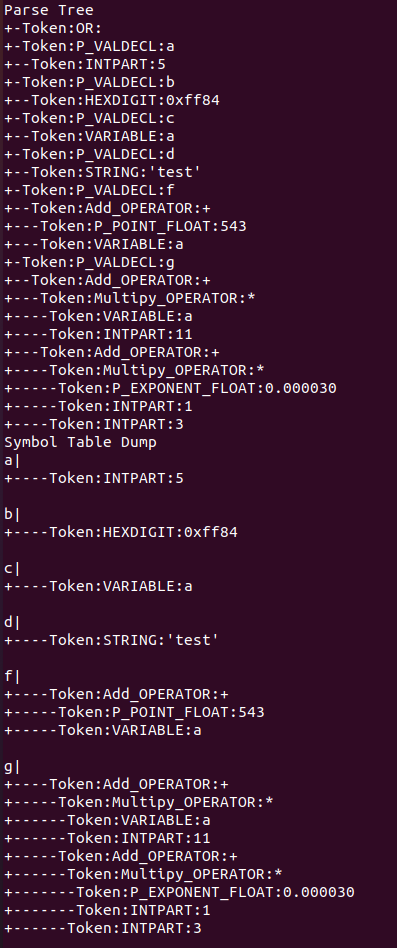 Parse Tree
+-Token:OR:
+-Token:P_VALDECL:a
+--Token:INTPART:5
+-Token:P_VALDECL:b
+--Token:HEXDIGIT:0xff84
+-Token:P_VALDECL:c
+--Token:VARIABLE:a
+-Token:P_VALDECL:d
+--Token:STRING:'test'
+-Token:P_VALDECL:f
+--Token:Add_OPERATOR:+
+---Token:P_POINT_FLOAT:543
+---Token:VARIABLE:a
+-Token:P_VALDECL:g
+--Token:Add_OPERATOR:+
+---Token:Multipy_OPERATOR:*
+----Token:VARIABLE:a
+----Token:INTPART:11
+---Token:Add_OPERATOR:+
+----Token:Multipy_OPERATOR:*
+-----Token:P_EXPONENT_FLOAT:0.000030
+-----Token:INTPART:1
+----Token:INTPART:3
Symbol Table Dump
a|
+----Token:INTPART:5
b|
+----Token:HEXDIGIT:0xff84
c|
+----Token:VARIABLE:a
d|
+----Token:STRING:'test'
f|
+----Token:Add_OPERATOR:+
+-----Token:P_POINT_FLOAT:543
+-----Token:VARIABLE:a
g|
+----Token:Add_OPERATOR:+
+-----Token:Multipy_OPERATOR:*
+------Token:VARIABLE:a
+------Token:INTPART:11
+-----Token:Add_OPERATOR:+
+------Token:Multipy_OPERATOR:*
+-------Token:P_EXPONENT_FLOAT:0.000030
+-------Token:INTPART:1
+------Token:INTPART:3